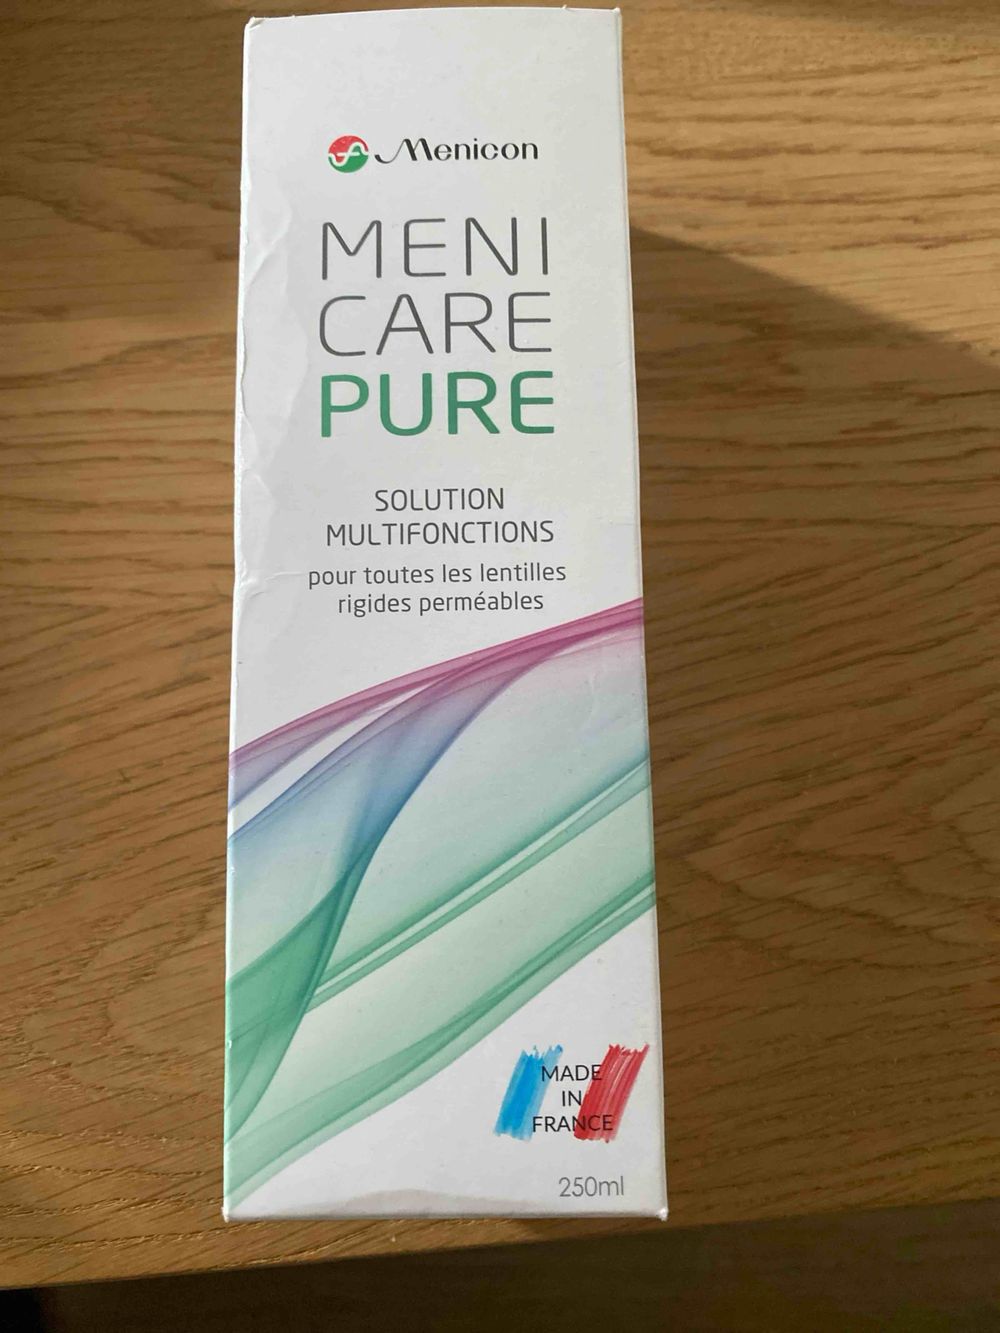 Menicon
MENI
CARE
PURE
SOLUTION
MULTIFONCTIONS
pour toutes les lentilles
rigides perméables
MADE
IN
FRANCE
250ml